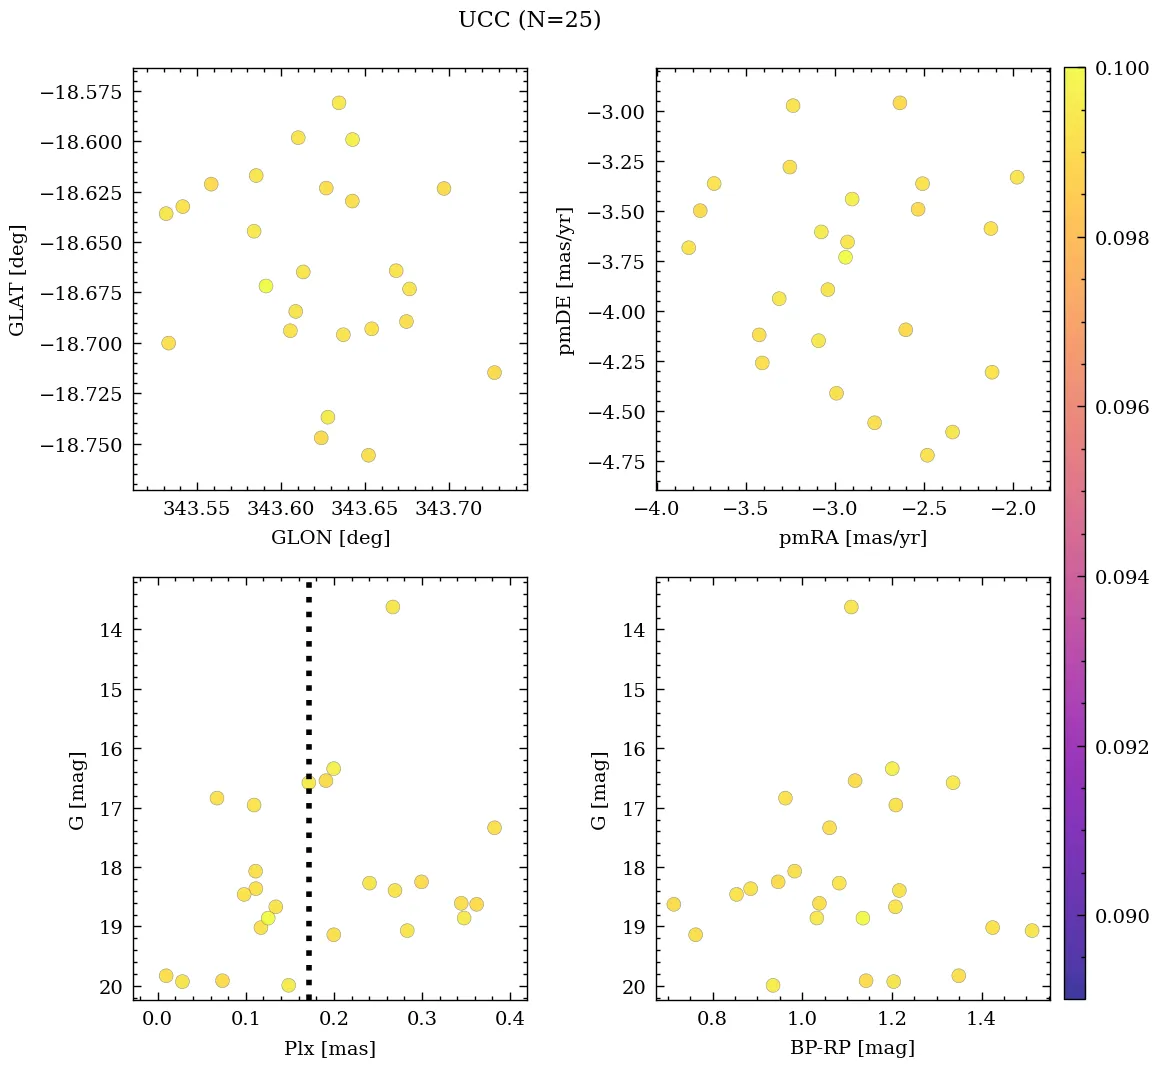 UCC (N=25)
−18.575
−18.600
−18.625
−18.650
−18.675
−18.700
−18.725
−18.750
GLAT [deg]
343.55 343.60 343.65 343.70
GLON [deg]
−3.00
−3.25
−3.50
−3.75
−4.00
−4.25
−4.50
−4.75
pmDE [mas/yr]
−4.0 −3.5 −3.0 −2.5 −2.0
pmRA [mas/yr]
14
15
16
17
18
19
20
G [mag]
0.0 0.1 0.2 0.3 0.4
Plx [mas]
14
15
16
17
18
19
20
G [mag]
0.8 1.0 1.2 1.4
BP-RP [mag]
0.100
0.098
0.096
0.094
0.092
0.090